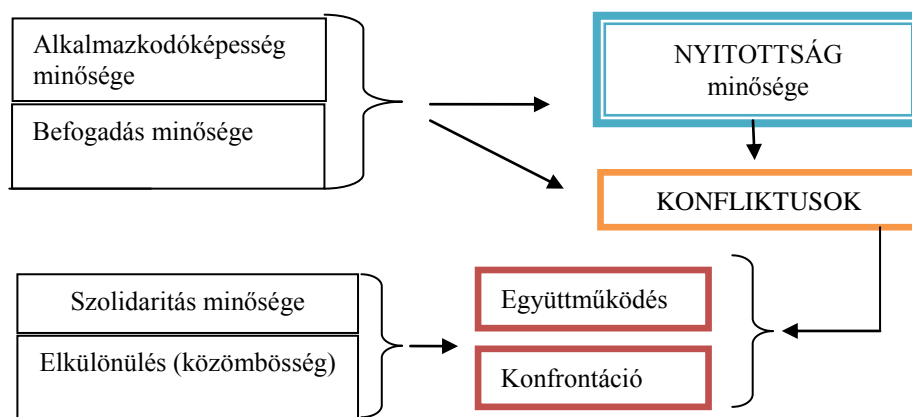 Alkalmazkodóképesség
minősége
Befogadás minősége
NYITOTTSÁG
minősége
KONFLIKTUSOK
Szolidaritás minősége
Elkülönülés (közömbösség)
Együttműködés
Konfrontáció